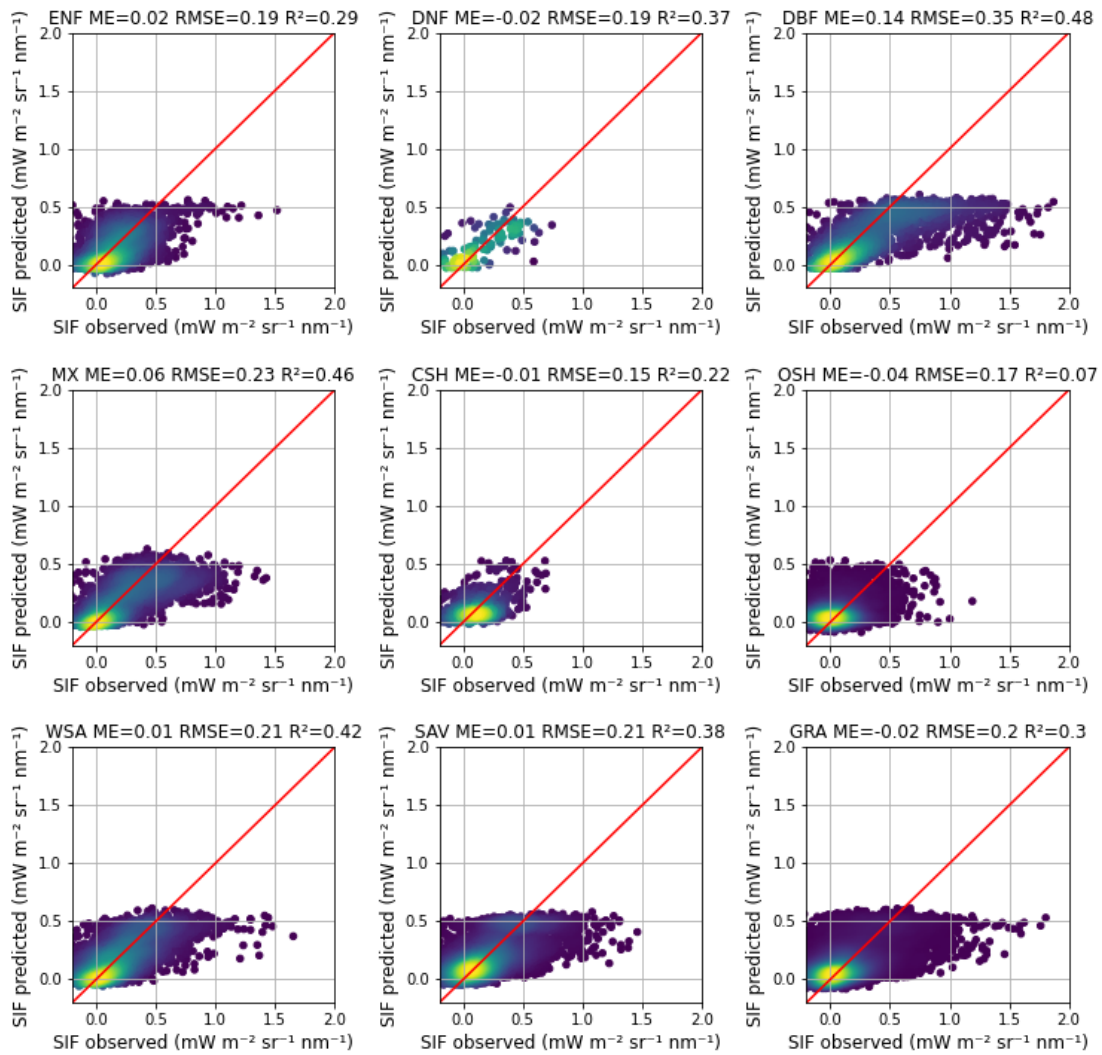 ENF ME=0.02 RMSE=0.19 R²=0.29
DNF ME=-0.02 RMSE=0.19 R²=0.37
DBF ME=0.14 RMSE=0.35 R²=0.48
SIF predicted (mW m⁻² sr⁻¹ nm⁻¹)
2.0
1.5
1.0
0.5
0.0
0.0 0.5 1.0 1.5 2.0
SIF observed (mW m⁻² sr⁻¹ nm⁻¹)
SIF predicted (mW m⁻² sr⁻¹ nm⁻¹)
2.0
1.5
1.0
0.5
0.0
0.0 0.5 1.0 1.5 2.0
SIF observed (mW m⁻² sr⁻¹ nm⁻¹)
SIF predicted (mW m⁻² sr⁻¹ nm⁻¹)
2.0
1.5
1.0
0.5
0.0
0.0 0.5 1.0 1.5 2.0
SIF observed (mW m⁻² sr⁻¹ nm⁻¹)
MX ME=0.06 RMSE=0.23 R²=0.46
CSH ME=-0.01 RMSE=0.15 R²=0.22
OSH ME=-0.04 RMSE=0.17 R²=0.07
SIF predicted (mW m⁻² sr⁻¹ nm⁻¹)
2.0
1.5
1.0
0.5
0.0
0.0 0.5 1.0 1.5 2.0
SIF observed (mW m⁻² sr⁻¹ nm⁻¹)
SIF predicted (mW m⁻² sr⁻¹ nm⁻¹)
2.0
1.5
1.0
0.5
0.0
0.0 0.5 1.0 1.5 2.0
SIF observed (mW m⁻² sr⁻¹ nm⁻¹)
SIF predicted (mW m⁻² sr⁻¹ nm⁻¹)
2.0
1.5
1.0
0.5
0.0
0.0 0.5 1.0 1.5 2.0
SIF observed (mW m⁻² sr⁻¹ nm⁻¹)
WSA ME=0.01 RMSE=0.21 R²=0.42
SAV ME=0.01 RMSE=0.21 R²=0.38
GRA ME=-0.02 RMSE=0.2 R²=0.3
SIF predicted (mW m⁻² sr⁻¹ nm⁻¹)
2.0
1.5
1.0
0.5
0.0
0.0 0.5 1.0 1.5 2.0
SIF observed (mW m⁻² sr⁻¹ nm⁻¹)
SIF predicted (mW m⁻² sr⁻¹ nm⁻¹)
2.0
1.5
1.0
0.5
0.0
0.0 0.5 1.0 1.5 2.0
SIF observed (mW m⁻² sr⁻¹ nm⁻¹)
SIF predicted (mW m⁻² sr⁻¹ nm⁻¹)
2.0
1.5
1.0
0.5
0.0
0.0 0.5 1.0 1.5 2.0
SIF observed (mW m⁻² sr⁻¹ nm⁻¹)